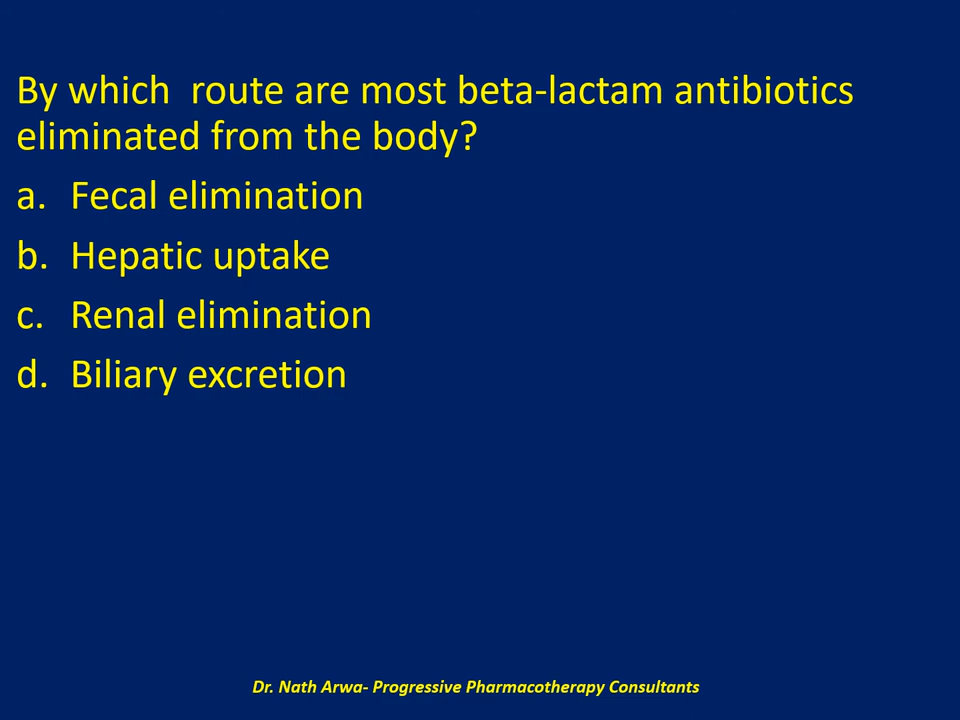 By which  route are most beta-lactam antibiotics
eliminated from the body?
a. Fecal elimination
b. Hepatic uptake
c. Renal elimination
d. Biliary excretion
Dr. Nath Arwa- Progressive Pharmacotherapy Consultants